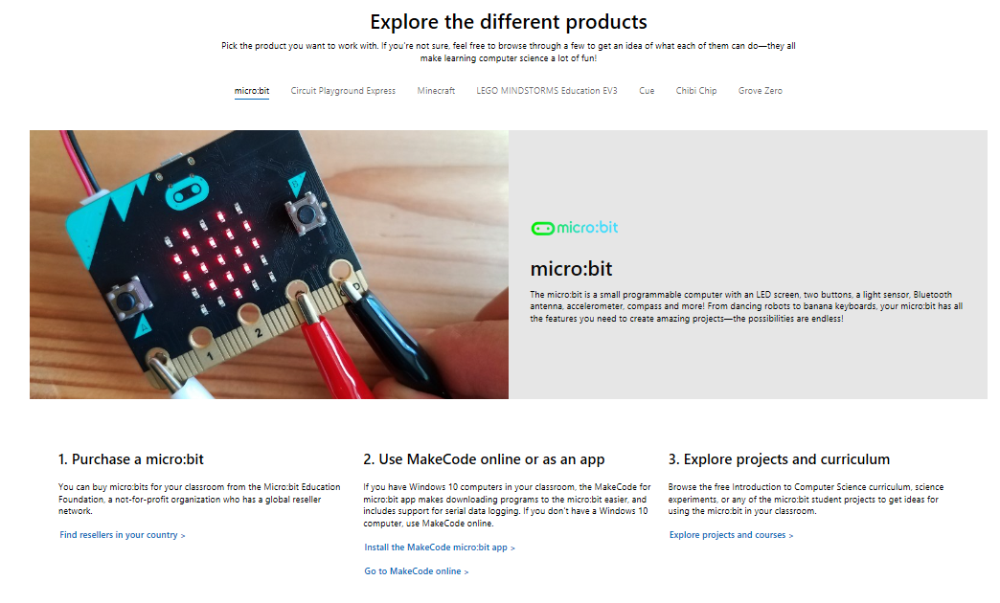 Explore the different products
Pick the product you want to work with. If you're not sure, feel free to browse through a few to get an idea of what each of them can do—they all
make learning computer science a lot of fun!
micro:bit Circuit Playground Express Minecraft LEGO MINDSTORMS Education EV3 Cue Chibi Chip Grove Zero
B
A
1
2
D
micro:bit
micro:bit
The micro:bit is a small programmable computer with an LED screen, two buttons, a light sensor, Bluetooth
antenna, accelerometer, compass and more! From dancing robots to banana keyboards, your micro:bit has all
the features you need to create amazing projects—the possibilities are endless!
1. Purchase a micro:bit
You can buy micro:bits for your classroom from the Micro:bit Education
Foundation, a not-for-profit organization who has a global reseller
network.
Find resellers in your country >
2. Use MakeCode online or as an app
If you have Windows 10 computers in your classroom, the MakeCode for
micro:bit app makes downloading programs to the micro:bit easier, and
includes support for serial data logging. If you don't have a Windows 10
computer, use MakeCode online.
Install the MakeCode micro:bit app >
Go to MakeCode online >
3. Explore projects and curriculum
Browse the free Introduction to Computer Science curriculum, science
experiments, or any of the micro:bit student projects to get ideas for
using the micro:bit in your classroom.
Explore projects and courses >